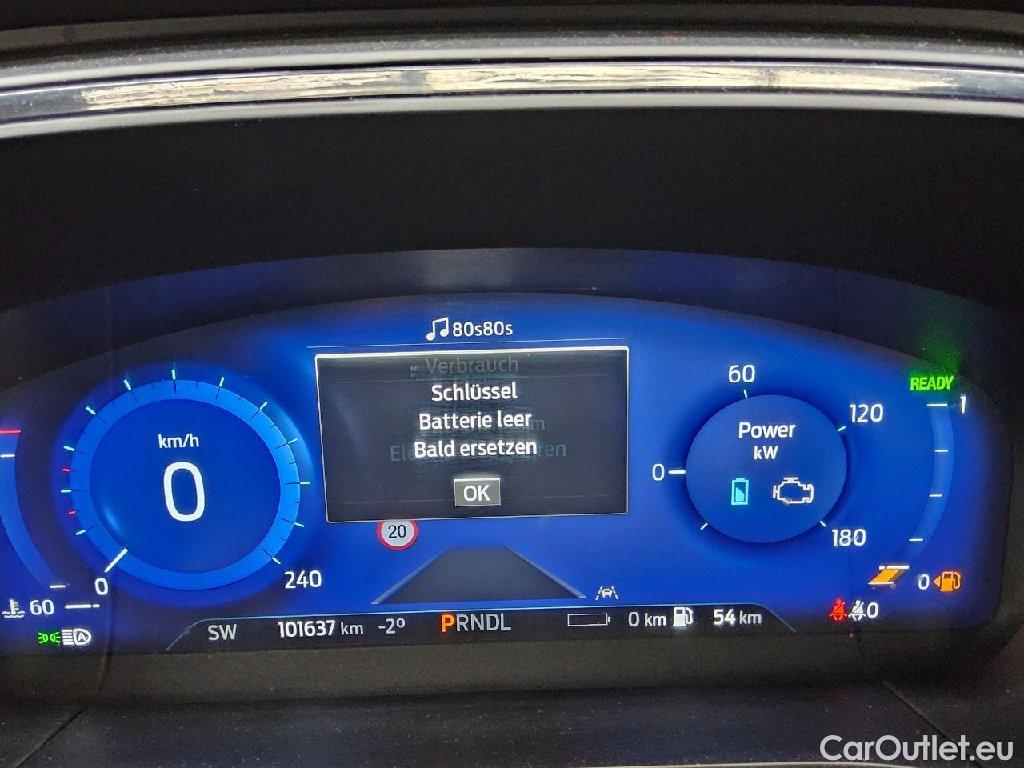 80s80s
Verbrauch
Schlüssel
Batterie leer
Bald ersetzen
OK
km/h
0
0
240
20
60
READY
1
60
120
Power
kW
0
180
0
0
SW 101637 km -2° PRNDL 0 km 54 km
CarOutlet.eu